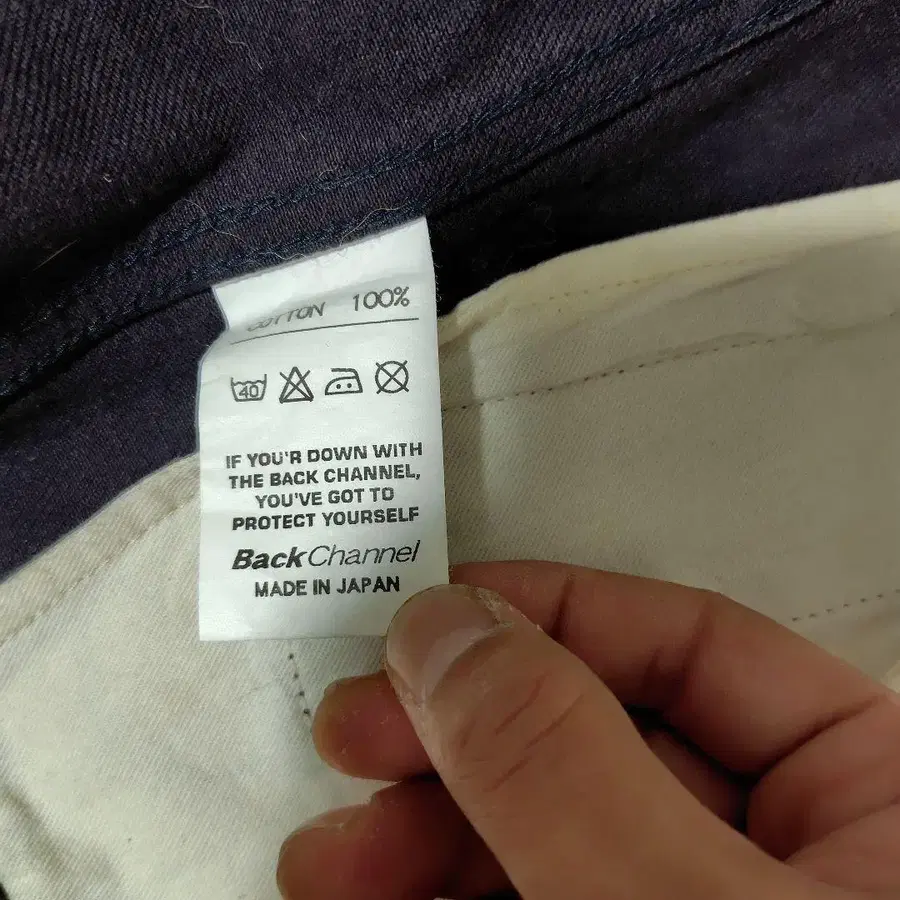 COTTON 100%
40
IF YOU'R DOWN WITH
THE BACK CHANNEL,
YOU'VE GOT TO
PROTECT YOURSELF
BackChannel
MADE IN JAPAN